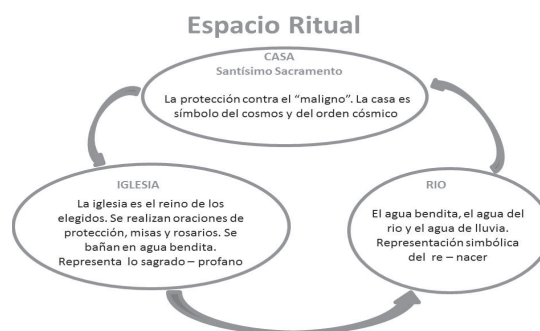 Espacio Ritual
CASA
Santísimo Sacramento
La protección contra el “maligno”. La casa es
símbolo del cosmos y del orden cósmico
IGLESIA
La iglesia es el reino de los
elegidos. Se realizan oraciones de
protección, misas y rosarios. Se
bañan en agua bendita.
Representa lo sagrado – profano
RIO
El agua bendita, el agua del
rio y el agua de lluvia.
Representación simbólica
del re – nacer